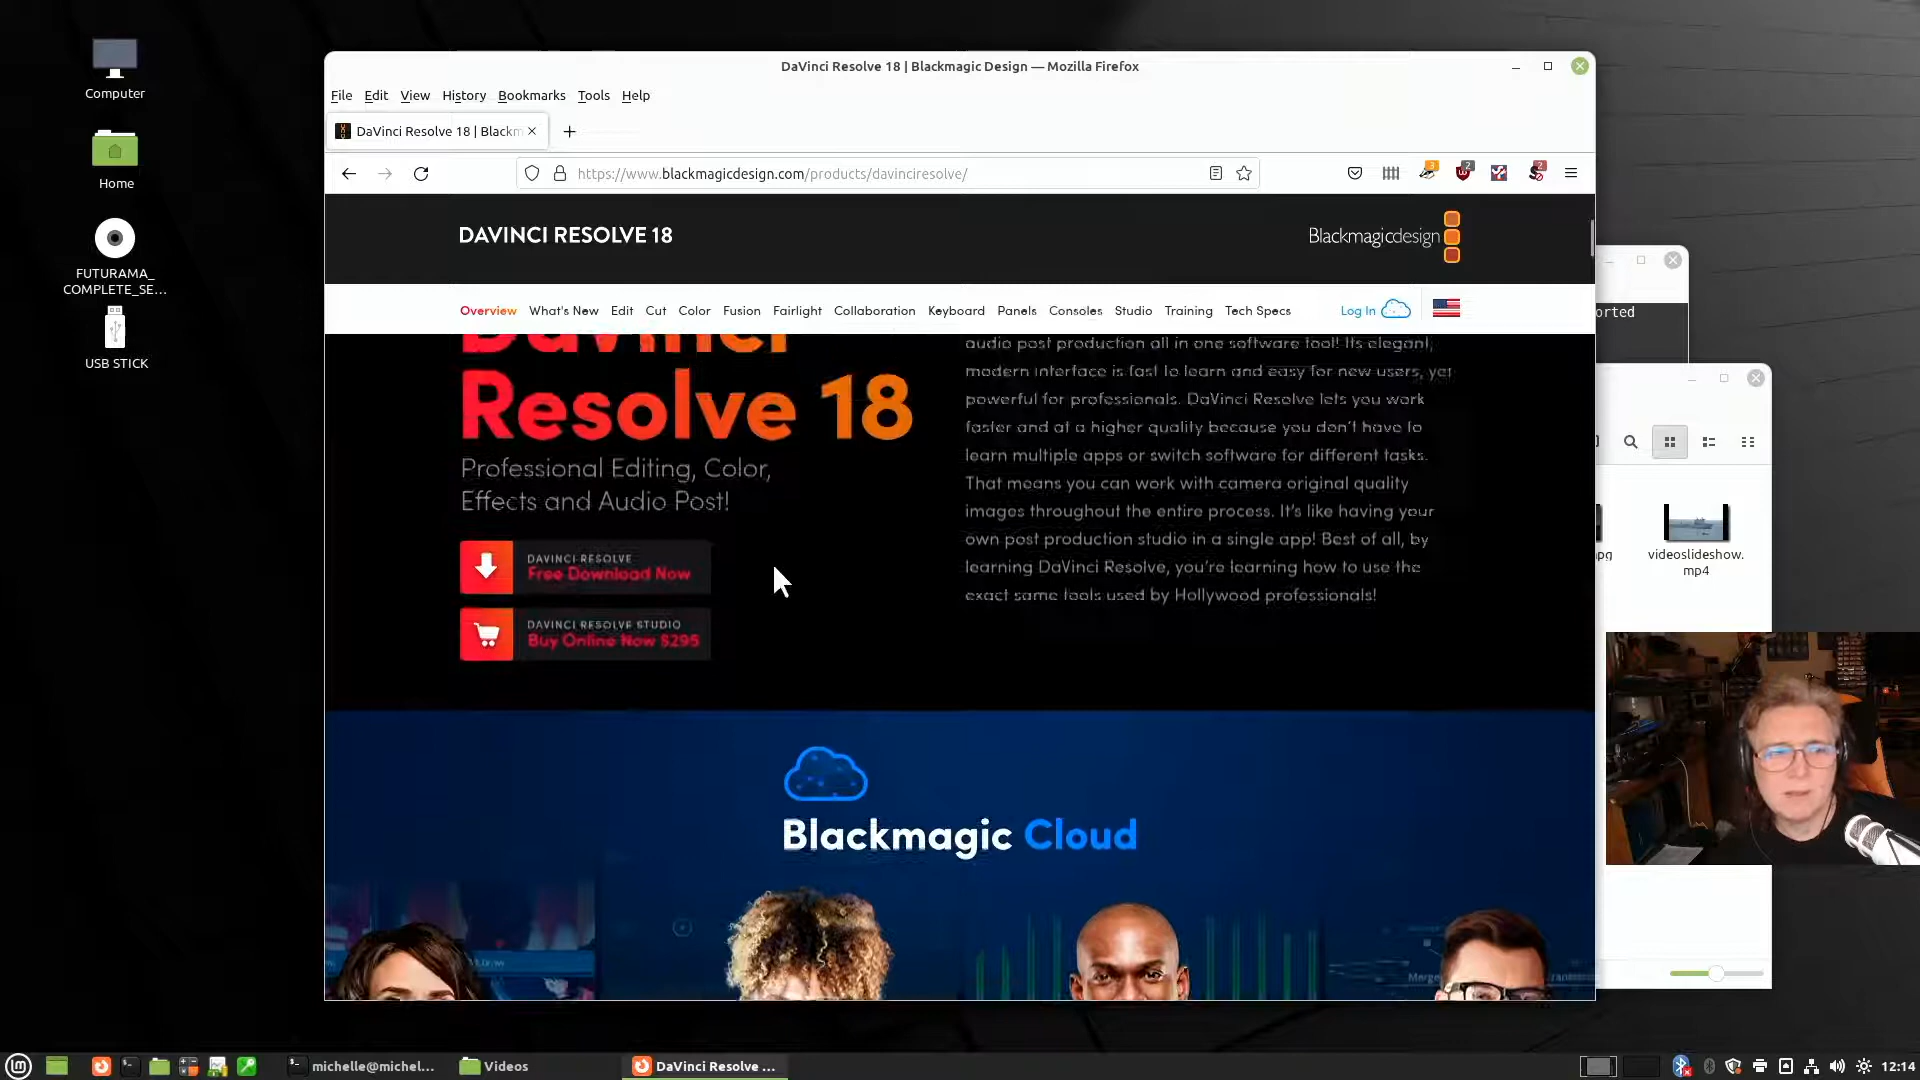 Computer
Home
FUTURAMA_
COMPLETE_SE...
USB STICK
DaVinci Resolve 18 | Blackmagic Design — Mozilla Firefox
File Edit View History Bookmarks Tools Help
DaVinci Resolve 18 | Blackm
https://www.blackmagicdesign.com/products/davinciresolve/
3
2
2
DAVINCI RESOLVE 18
Blackmagicdesign
Overview What's New Edit Cut Color Fusion Fairlight Collaboration Keyboard Panels Consoles Studio Training Tech Specs Log In
DaVinci
Resolve 18
Professional Editing, Color,
Effects and Audio Post!
DAVINCI RESOLVE
Free Download Now
DAVINCI RESOLVE STUDIO
Buy Online Now $295
audio post production all in one software tool! Its elegant,
modern interface is fast to learn and easy for new users, yet
powerful for professionals. DaVinci Resolve lets you work
faster and at a higher quality because you don't have to
learn multiple apps or switch software for different tasks.
That means you can work with camera original quality
images throughout the entire process. It's like having your
own post production studio in a single app! Best of all, by
learning DaVinci Resolve, you're learning how to use the
exact same tools used by Hollywood professionals!
Blackmagic Cloud
Merge
orted
pg
videoslideshow.
mp4
michelle@michel...
Videos
DaVinci Resolve ...
12:14